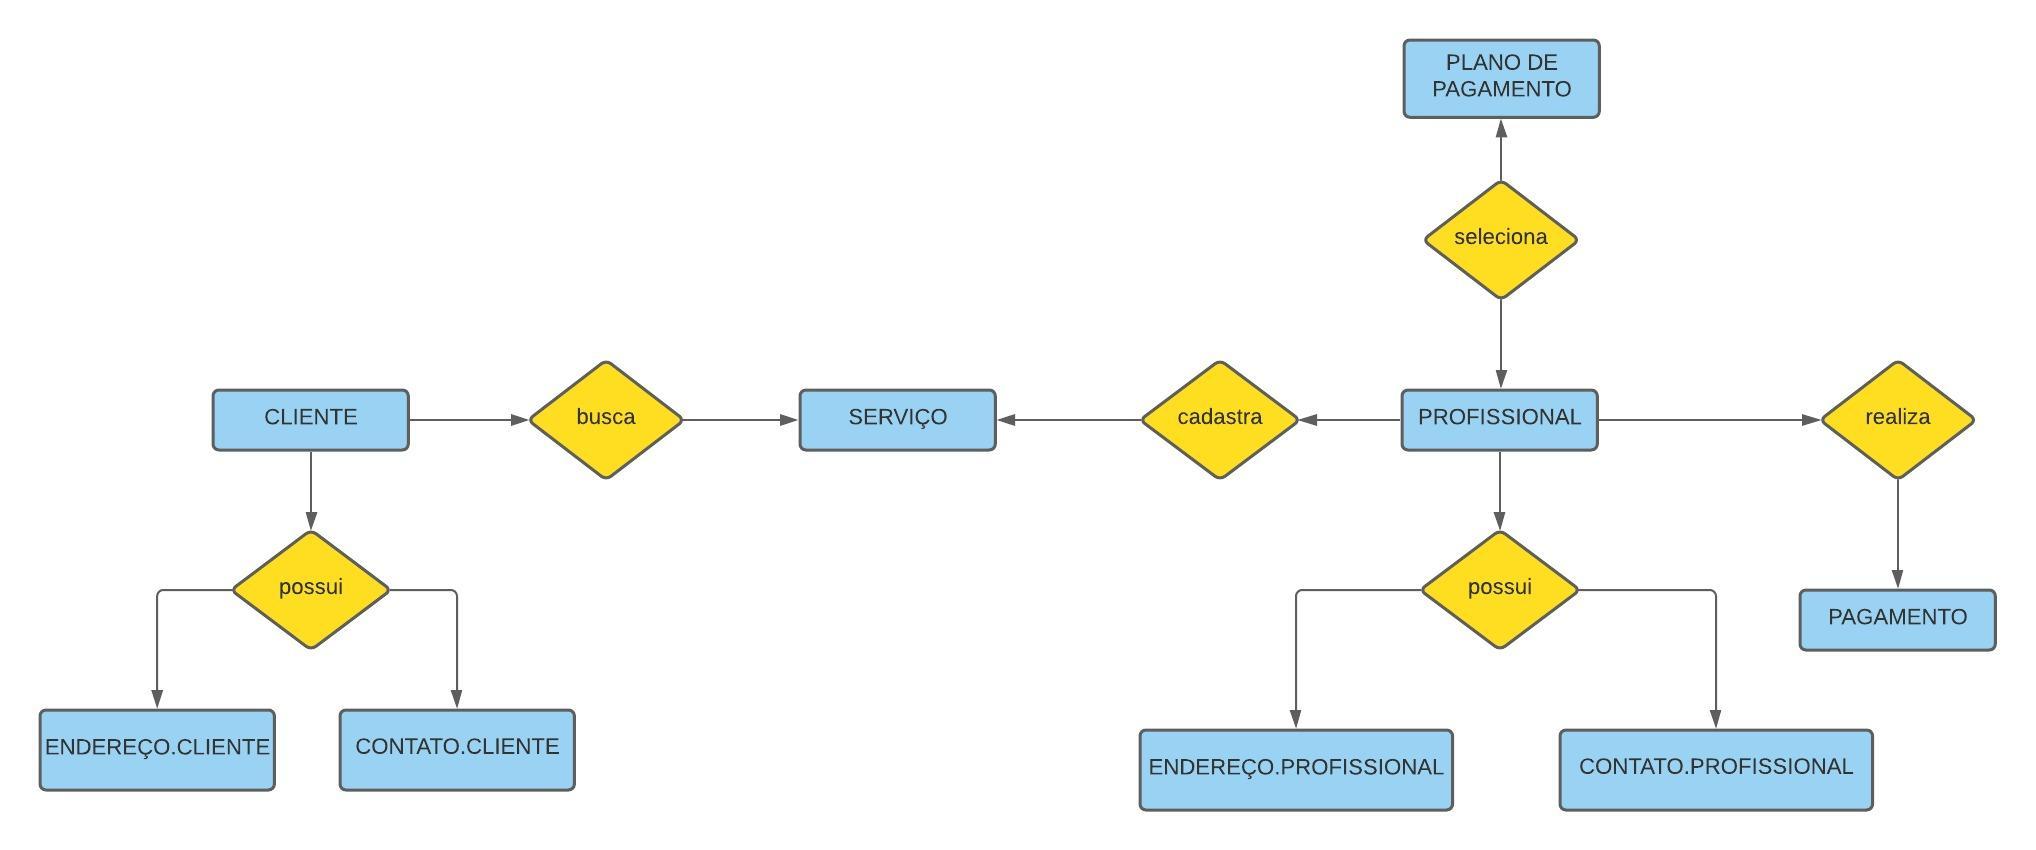 PLANO DE
PAGAMENTO
seleciona
CLIENTE
busca
SERVIÇO
cadastra
PROFISSIONAL
realiza
possui
possui
PAGAMENTO
ENDEREÇO.CLIENTE
CONTATO.CLIENTE
ENDEREÇO.PROFISSIONAL
CONTATO.PROFISSIONAL